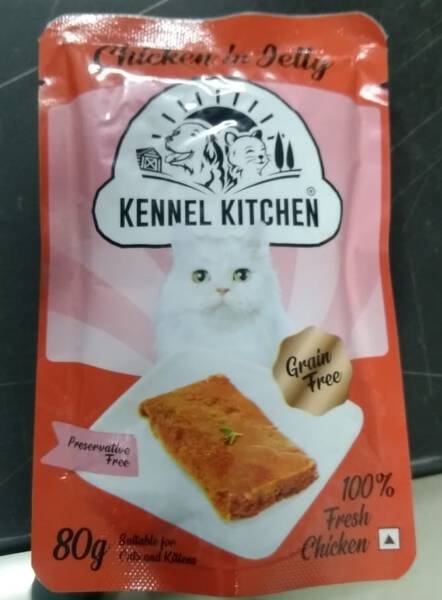 Chicken in Jelly
KENNEL KITCHEN®
Grain
Free
Preservative
Free
100%
Fresh
Chicken
80g
Suitable for
Cats and Kittens